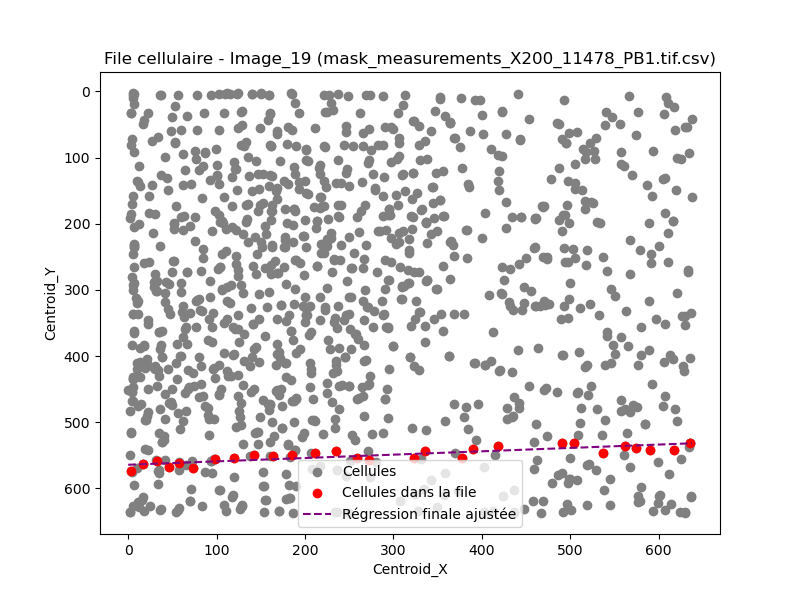 File cellulaire - Image_19 (mask_measurements_X200_11478_PB1.tif.csv)
Centroid_Y
0
100
200
300
400
500
600
Cellules
Cellules dans la file
Régression finale ajustée
0 100 200 300 400 500 600
Centroid_X